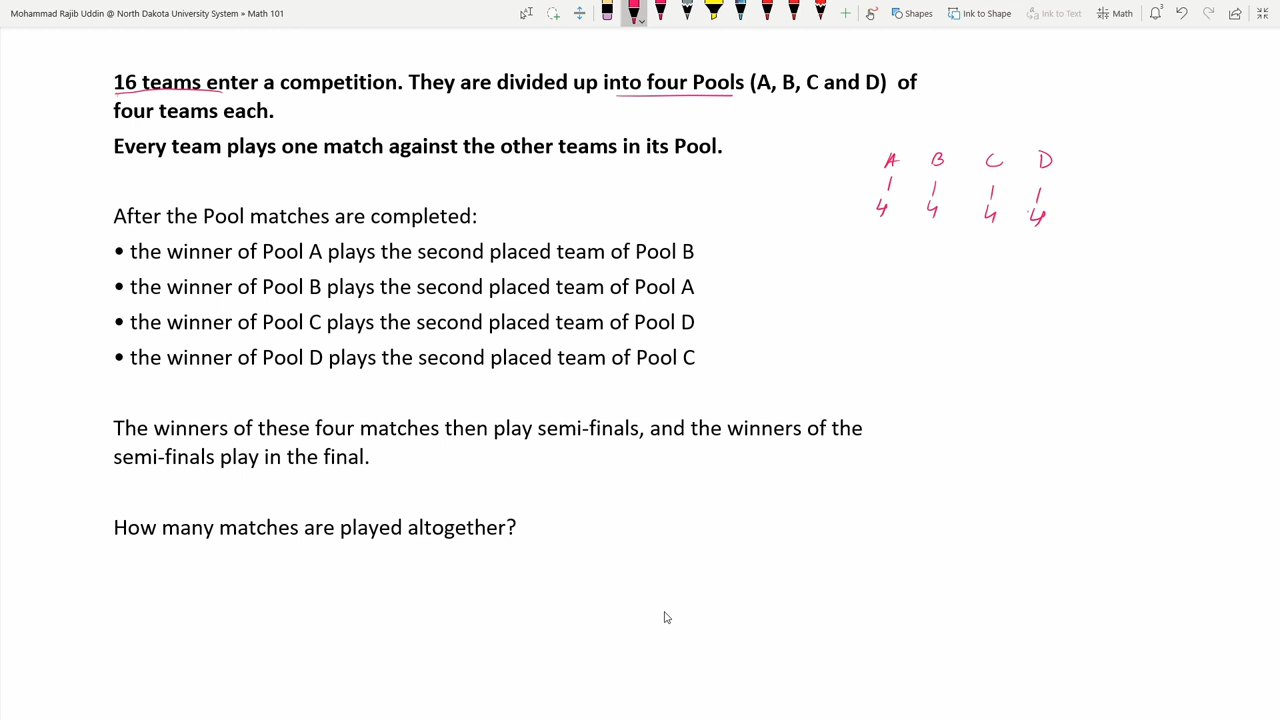 Mohammad Rajib Uddin @ North Dakota University System » Math 101
Shapes
Ink to Shape
Ink to Text
Math
16 teams enter a competition. They are divided up into four Pools (A, B, C and D) of
four teams each.
Every team plays one match against the other teams in its Pool.
A B C D
4 4 4 4
After the Pool matches are completed:
• the winner of Pool A plays the second placed team of Pool B
• the winner of Pool B plays the second placed team of Pool A
• the winner of Pool C plays the second placed team of Pool D
• the winner of Pool D plays the second placed team of Pool C
The winners of these four matches then play semi-finals, and the winners of the
semi-finals play in the final.
How many matches are played altogether?